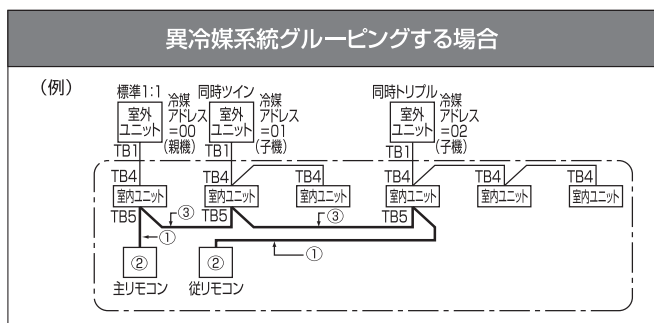 異冷媒系統グルーピングする場合
(例)
標準1:1
室外
ユニット
冷媒
アドレス
=00
(親機)
TB1
同時ツイン
室外
ユニット
冷媒
アドレス
=01
(子機)
TB1
同時トリプル
室外
ユニット
冷媒
アドレス
=02
(子機)
TB1
TB4
TB4
TB4
TB4
TB4
TB4
室内ユニット
室内ユニット
室内ユニット
室内ユニット
室内ユニット
室内ユニット
TB5
③
TB5
③
TB5
①
①
②
②
主リモコン
従リモコン